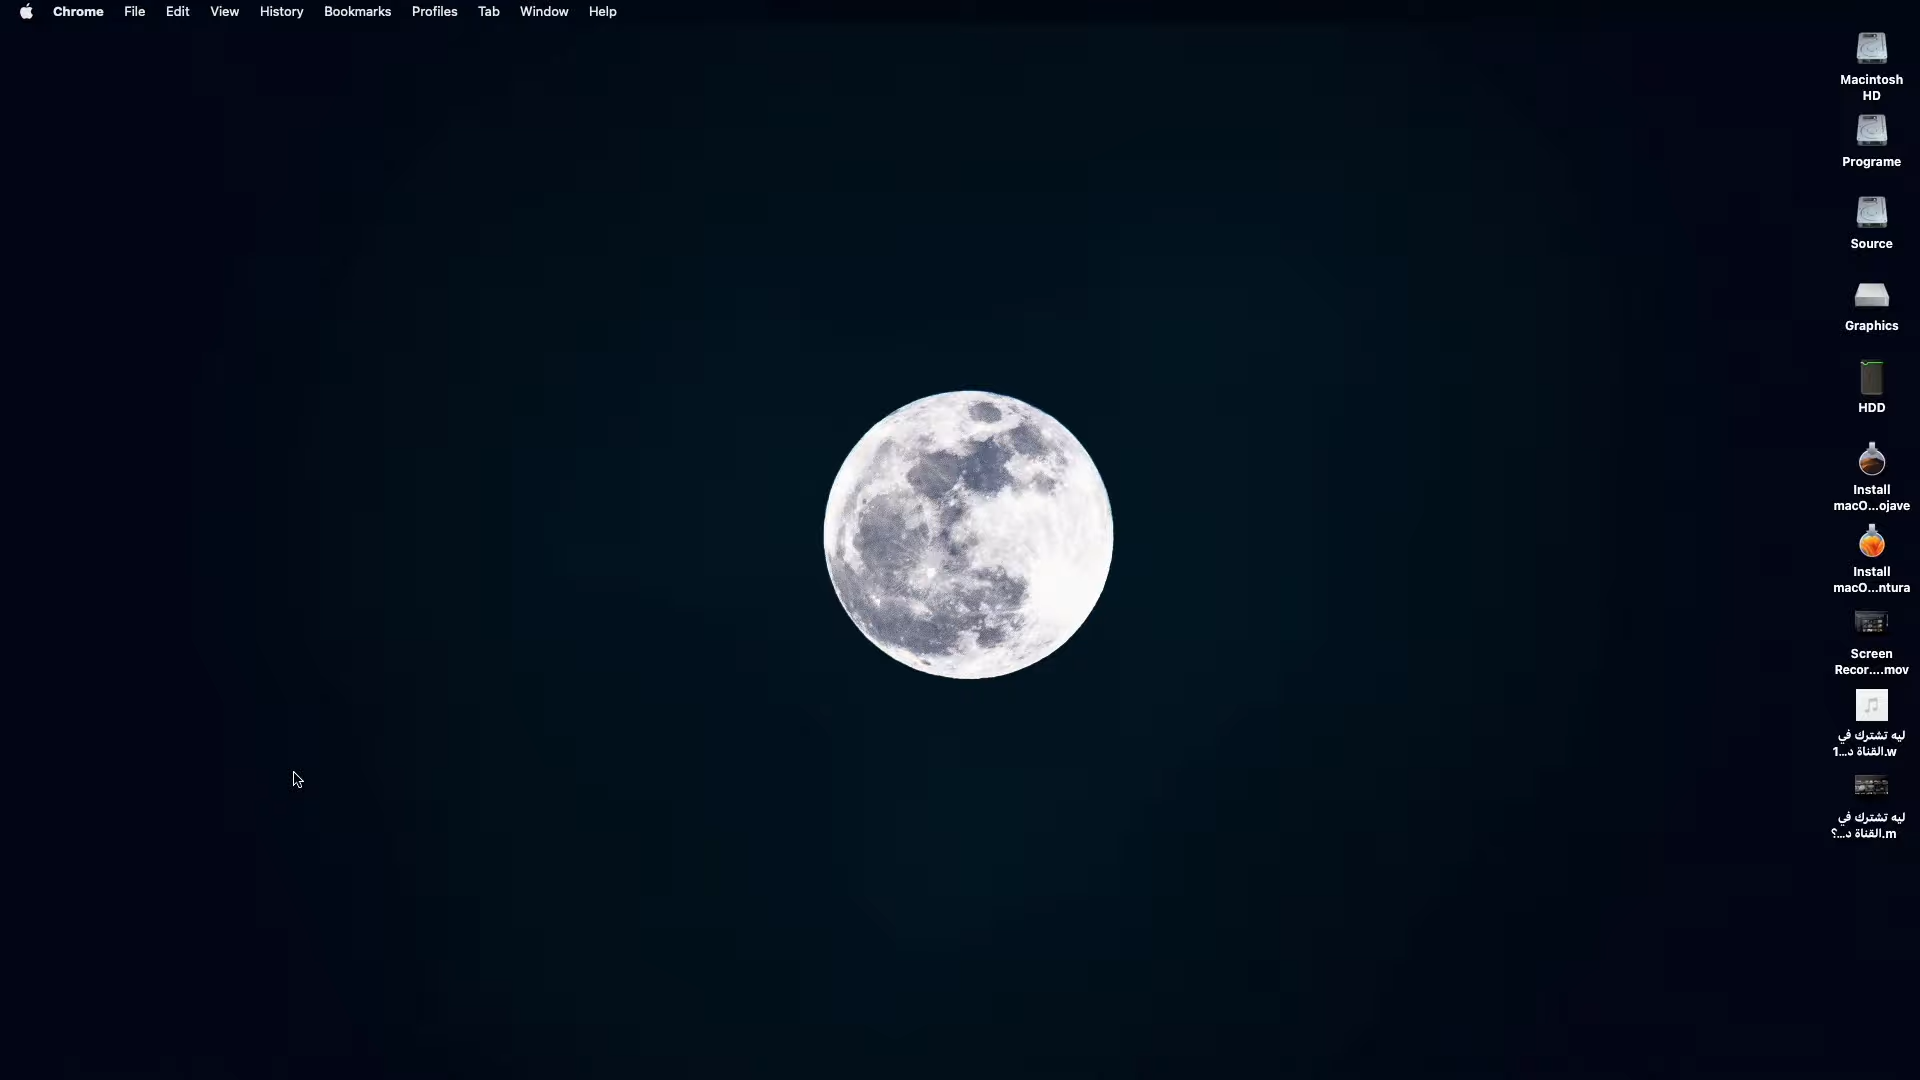 Chrome File Edit View History Bookmarks Profiles Tab Window Help
Macintosh
HD
Programe
Source
Graphics
HDD
Install
macO...ojave
Install
macO...ntura
Screen
Recor....mov
ليه تشترك في
القناة د...1.w
ليه تشترك في
القناة د...؟.m